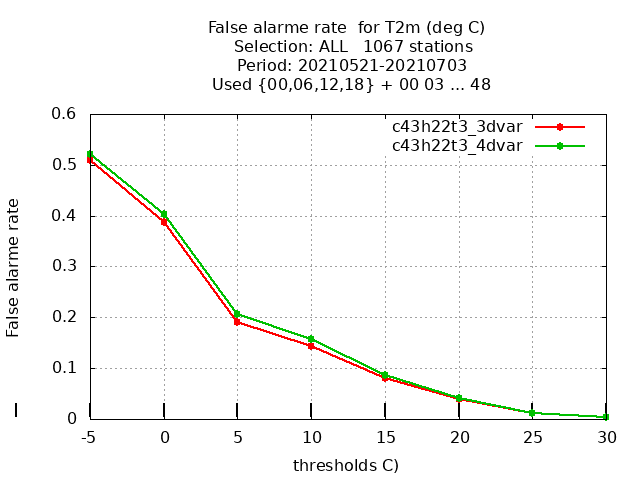 False alarme rate  for T2m (deg C)
Selection: ALL   1067 stations
Period: 20210521-20210703
Used {00,06,12,18} + 00 03 ... 48
c43h22t3_3dvar
c43h22t3_4dvar
False alarme rate
0.6
0.5
0.4
0.3
0.2
0.1
0
-5 0 5 10 15 20 25 30
thresholds C)